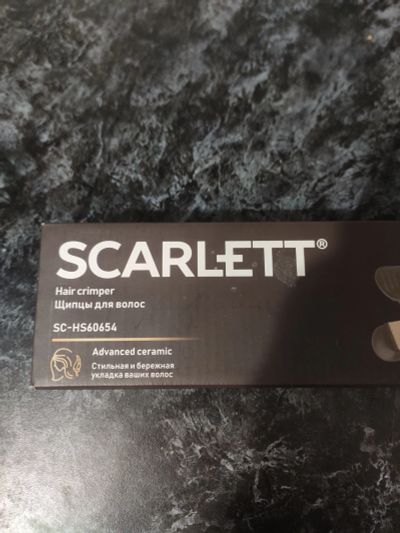 SCARLETT®
Hair crimper
Щипцы для волос
SC-HS60654
Advanced ceramic
Стильная и бережная
укладка ваших волос